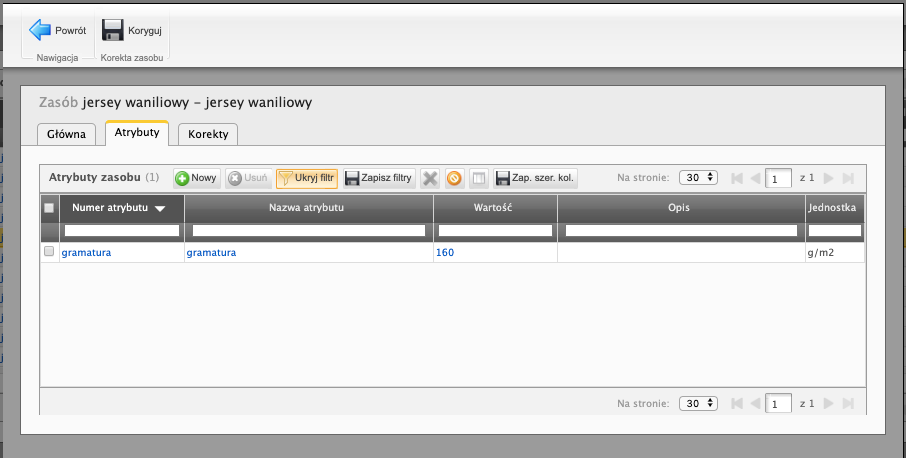 Powrót
Koryguj
Nawigacja
Korekta zasobu
Zasób jersey waniliowy - jersey waniliowy
Główna
Atrybuty
Korekty
Atrybuty zasobu (1)
Nowy
Usuń
Ukryj filtr
Zapisz filtry
Zap. szer. kol.
Na stronie: 30
1 z 1
Numer atrybutu
Nazwa atrybutu
Wartość
Opis
Jednostka
gramatura
gramatura
160
g/m2
Na stronie: 30
1 z 1